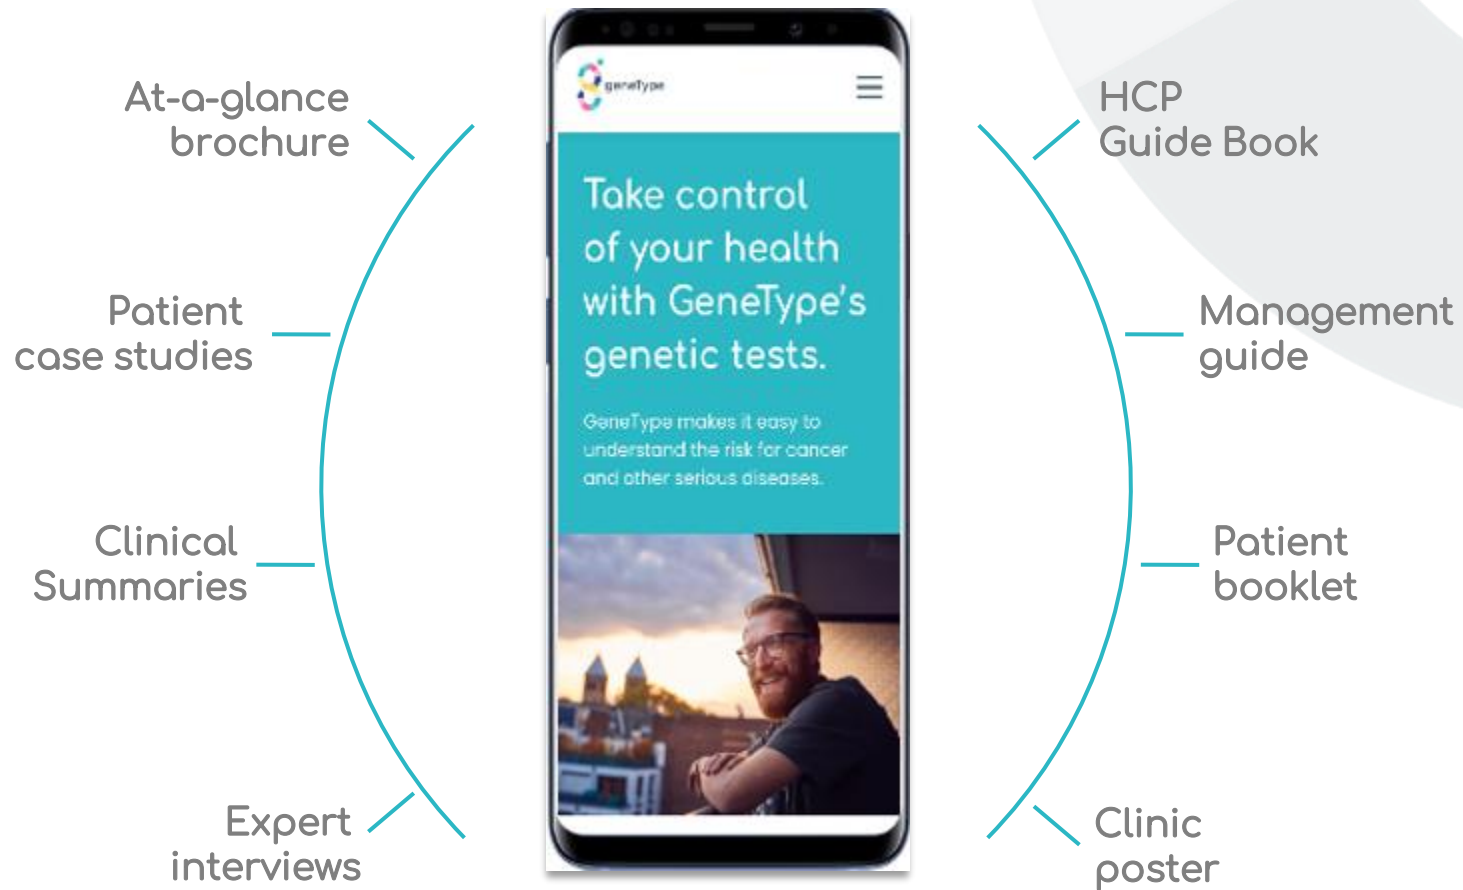 At-a-glance
brochure
Patient
case studies
Clinical
Summaries
Expert
interviews
geneType
Take control
of your health
with GeneType's
genetic tests.
GeneType makes it easy to
understand the risk for cancer
and other serious diseases.
HCP
Guide Book
Management
guide
Patient
booklet
Clinic
poster